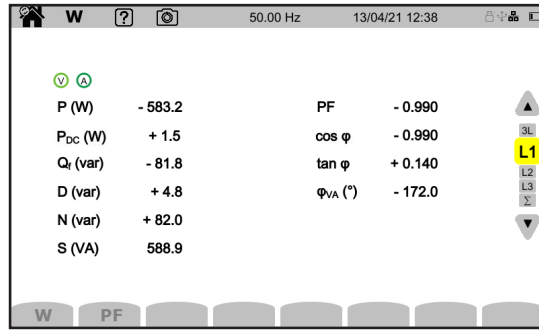 W ? 50.00 Hz 13/04/21 12:38
V A
P (W) - 583.2 PF - 0.990
PDC (W) + 1.5 cos φ - 0.990
Qf (var) - 81.8 tan φ + 0.140
D (var) + 4.8 φVA (°) - 172.0
N (var) + 82.0
S (VA) 588.9
3L
L1
L2
L3
Σ
W PF